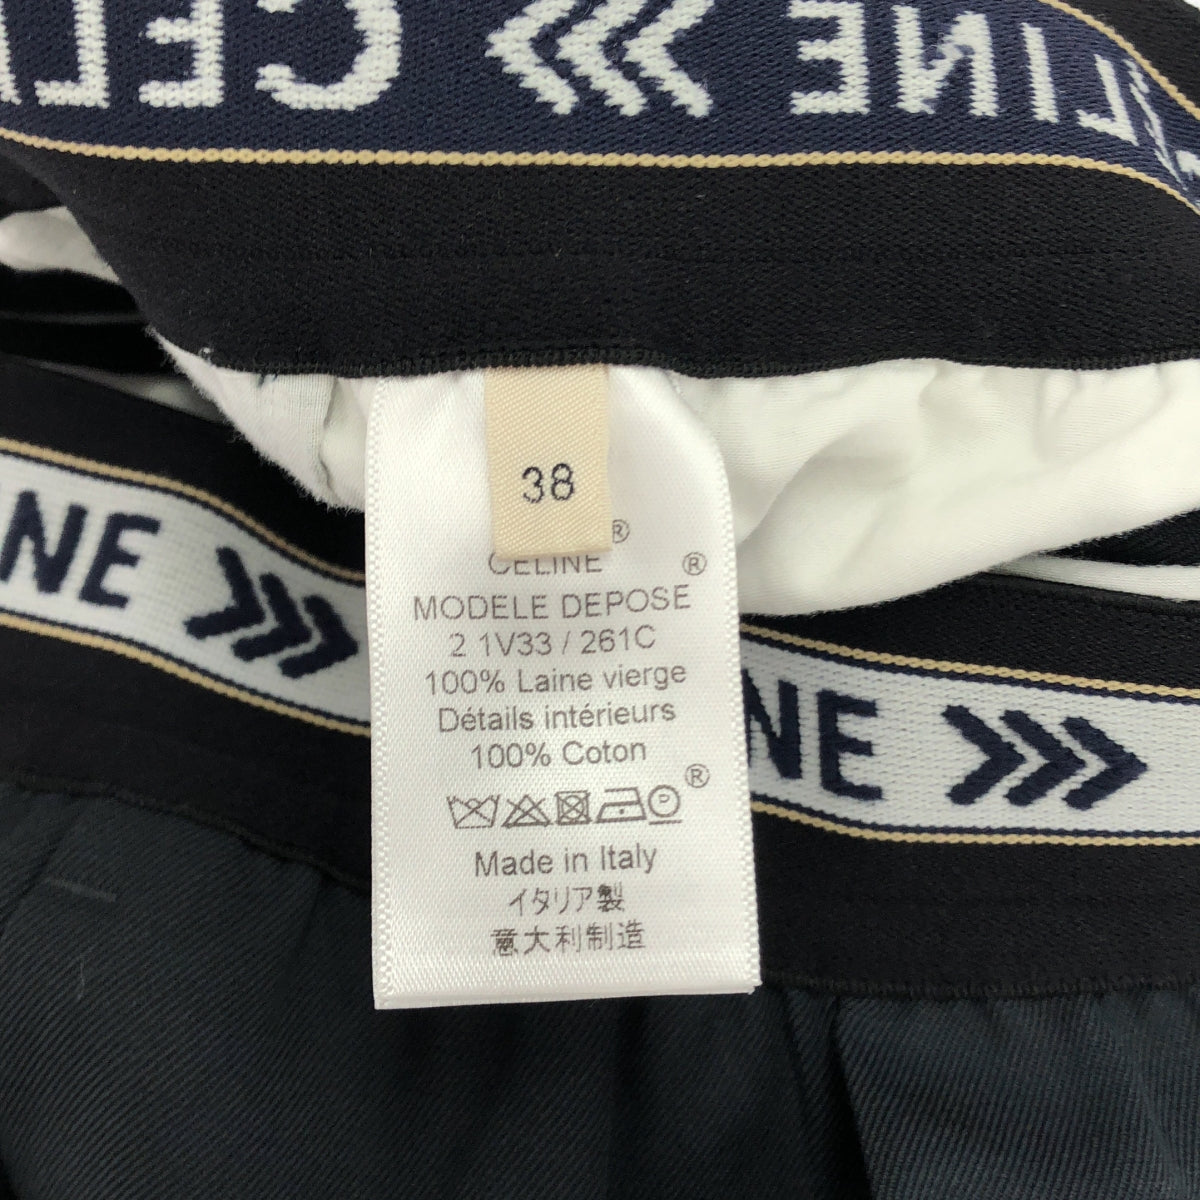 CELINE
CELINE
38
®
CELINE ®
MODELE DEPOSE
2 1V33 / 261C
100% Laine vierge
Détails intérieurs
100% Coton
®
Made in Italy
イタリア製
意大利制造
INE
NE